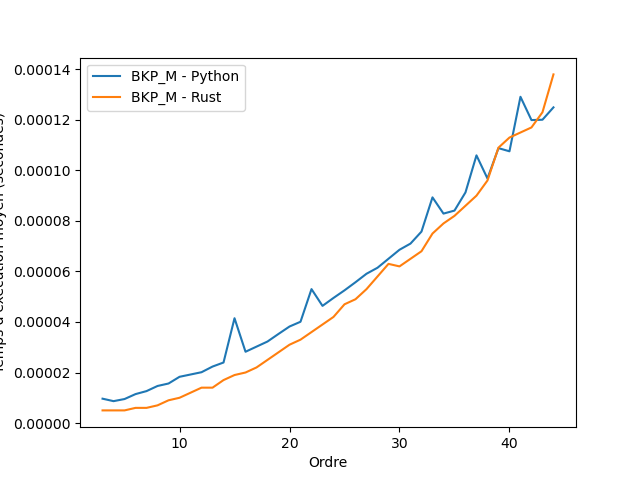 BKP_M - Python
BKP_M - Rust
0.00014
0.00012
0.00010
0.00008
0.00006
0.00004
0.00002
0.00000
10 20 30 40
Ordre
Temps d'exécution moyen (secondes)